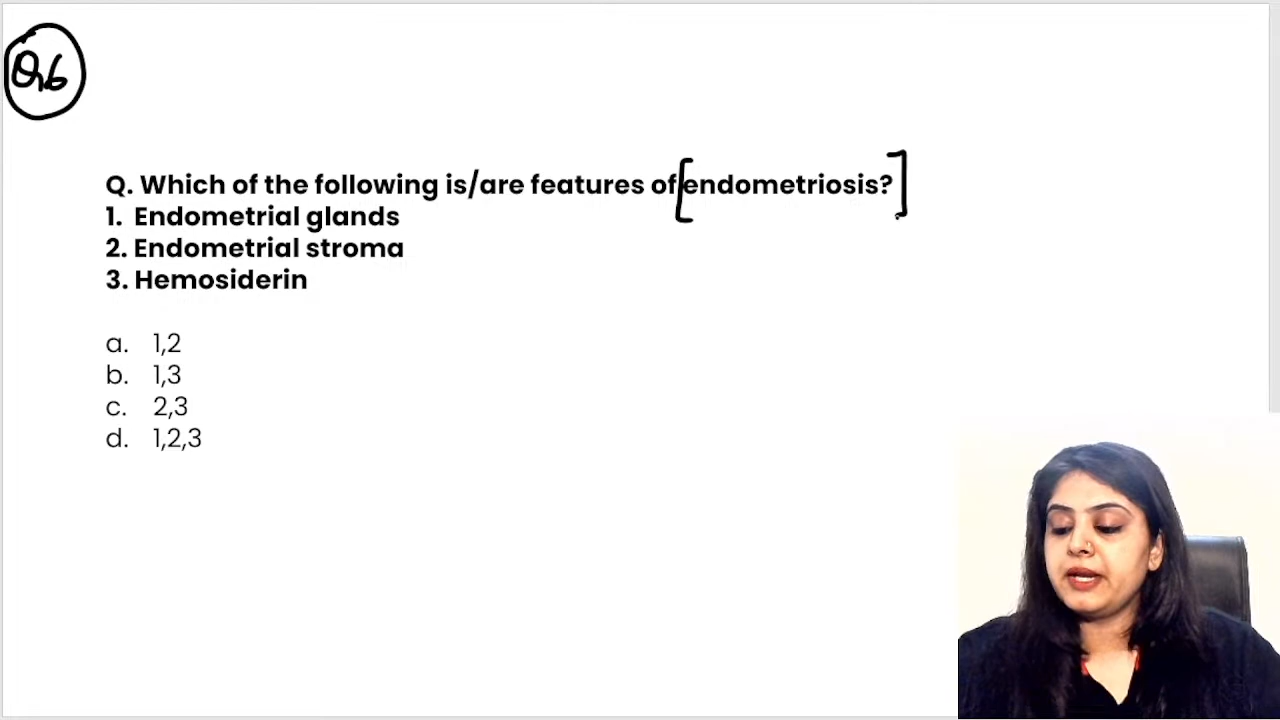 Q.6
Q. Which of the following is/are features of [endometriosis?]
1. Endometrial glands
2. Endometrial stroma
3. Hemosiderin
a. 1,2
b. 1,3
c. 2,3
d. 1,2,3